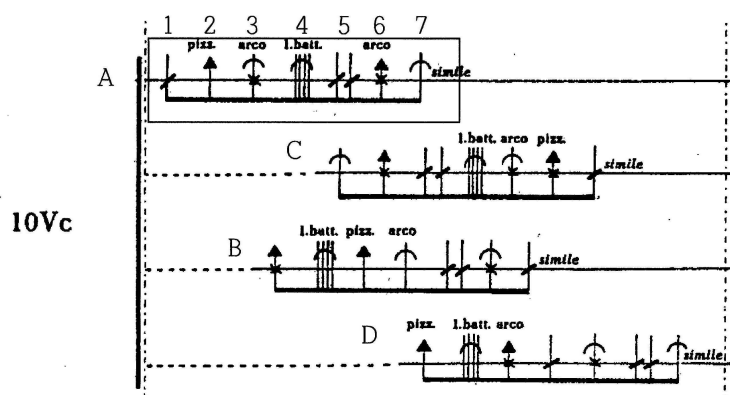 1 2 3 4 5 6 7
pizz. arco l.batt. arco
A simile
C l.batt. arco pizz.
simile
10Vc
B l.batt. pizz. arco
simile
D pizz. l.batt. arco
simile